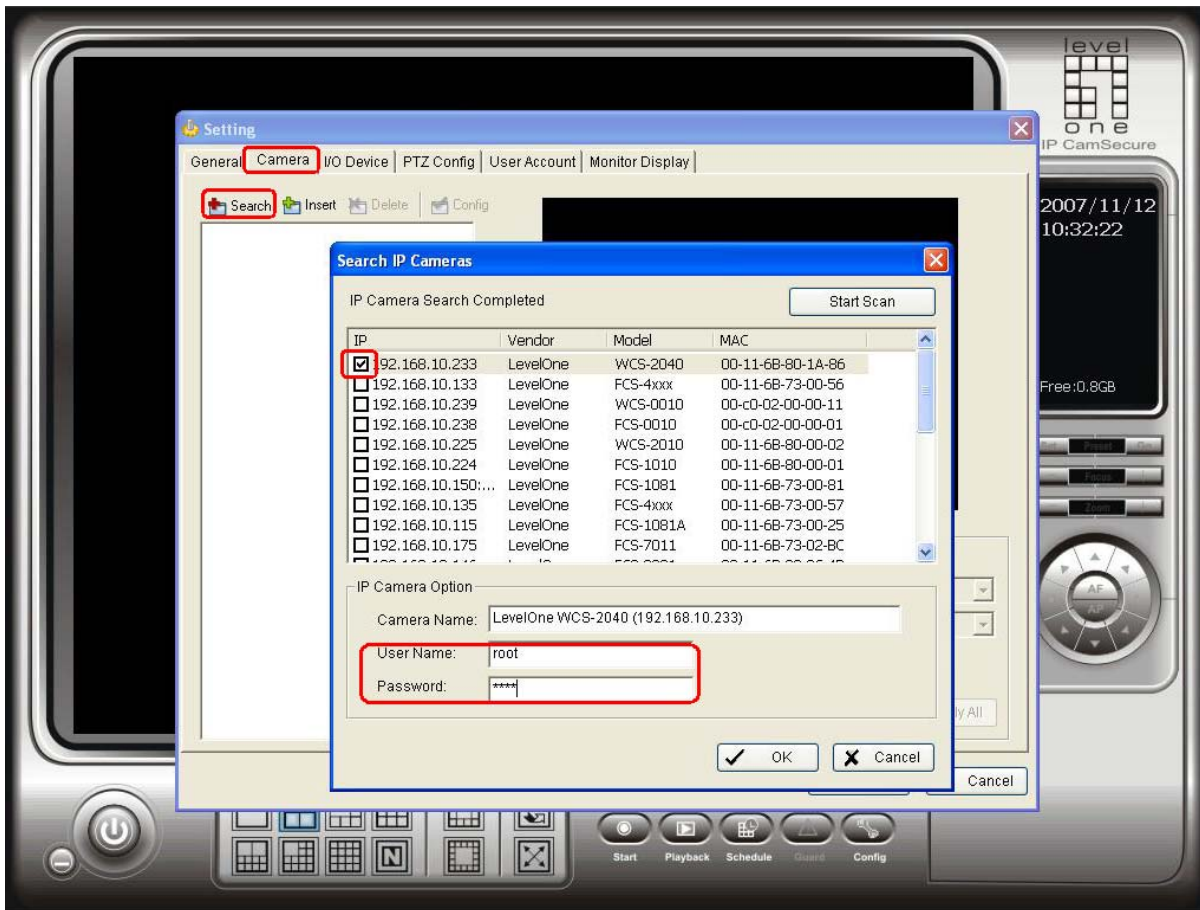 level
one
IP CamSecure
Setting
General Camera I/O Device PTZ Config User Account Monitor Display
Search Insert Delete Config
2007/11/12
10:32:22
Free:0.8GB
Search IP Cameras
IP Camera Search Completed Start Scan
IP Vendor Model MAC
192.168.10.233 LevelOne WCS-2040 00-11-6B-80-1A-86
192.168.10.133 LevelOne FCS-4xxx 00-11-6B-73-00-56
192.168.10.239 LevelOne WCS-0010 00-c0-02-00-00-11
192.168.10.238 LevelOne FCS-0010 00-c0-02-00-00-01
192.168.10.225 LevelOne WCS-2010 00-11-6B-80-00-02
192.168.10.224 LevelOne FCS-1010 00-11-6B-80-00-01
192.168.10.150:... LevelOne FCS-1081 00-11-6B-73-00-81
192.168.10.135 LevelOne FCS-4xxx 00-11-6B-73-00-57
192.168.10.115 LevelOne FCS-1081A 00-11-6B-73-00-25
192.168.10.175 LevelOne FCS-7011 00-11-6B-73-02-BC
IP Camera Option
Camera Name: LevelOne WCS-2040 (192.168.10.233)
User Name: root
Password: ****
OK Cancel
Cancel
Preset Go
Focus
Zoom
AF
AP
N
Start Playback Schedule Guard Config